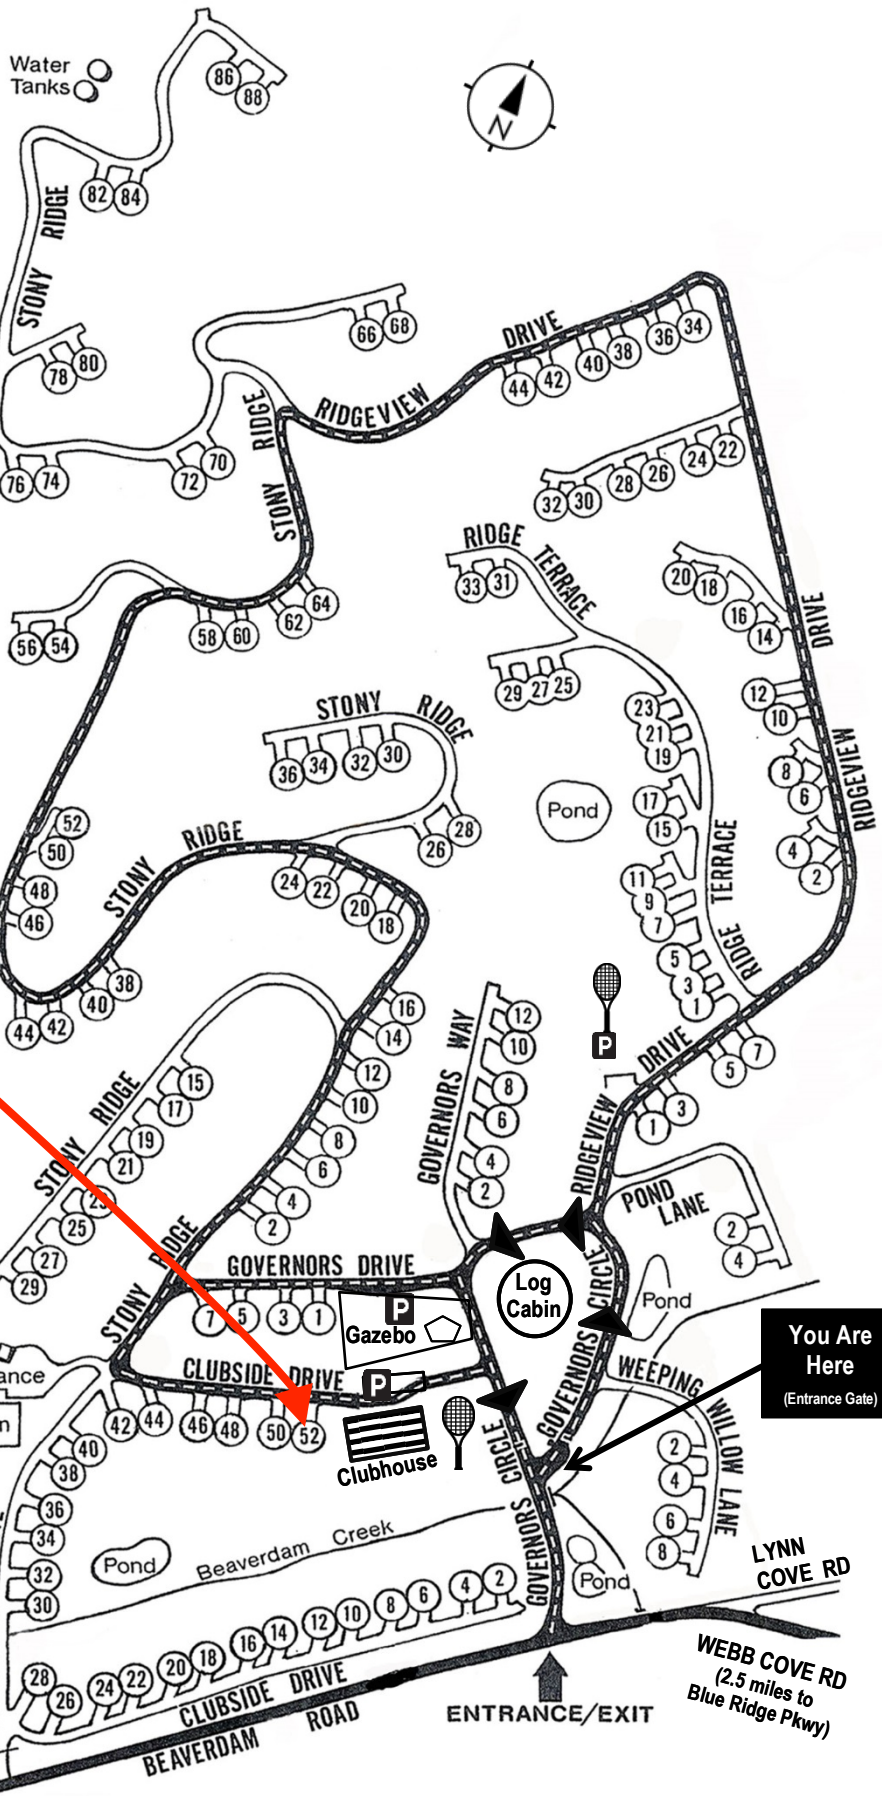 Water
Tanks
86
88
N
82
84
STONY RIDGE
66
68
78
80
DRIVE
34
36
38
40
42
44
RIDGEVIEW
RIDGE
STONY
70
72
74
76
22
24
26
28
30
32
RIDGE TERRACE
33
31
20
18
16
14
DRIVE
64
62
60
58
56
54
29
27
25
23
21
19
12
10
STONY RIDGE
36
34
32
30
28
26
Pond
17
15
8
6
RIDGEVIEW
4
2
52
50
48
46
STONY RIDGE
24
22
20
18
TERRACE
RIDGE
11
9
7
5
3
1
44
42
40
38
16
14
12
10
8
6
4
2
GOVERNORS WAY
12
10
8
6
4
2
P
DRIVE
RIDGEVIEW
7
5
3
1
STONY RIDGE
15
17
19
21
23
25
27
29
POND
LANE
2
4
STONY RIDGE
GOVERNORS DRIVE
7
5
3
1
P
Gazebo
Log
Cabin
GOVERNORS CIRCLE
Pond
You Are
Here
(Entrance Gate)
ance
n
CLUBSIDE DRIVE
P
42
44
46
48
50
52
Clubhouse
WEEPING
WILLOW LANE
2
4
6
8
GOVERNORS CIRCLE
40
38
36
34
32
30
Pond
Beaverdam Creek
Pond
LYNN
COVE RD
28
26
24
22
20
18
16
14
12
10
8
6
4
2
CLUBSIDE DRIVE
BEAVERDAM ROAD
ENTRANCE/EXIT
WEBB COVE RD
(2.5 miles to
Blue Ridge Pkwy)